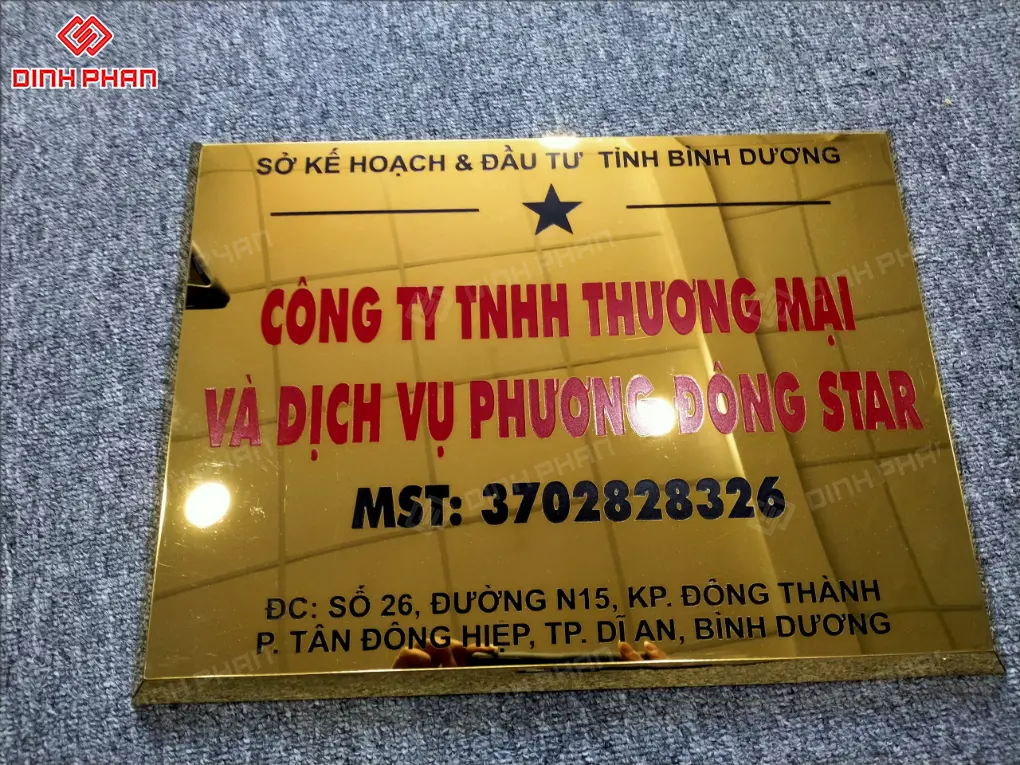 DINH PHAN
SỞ KẾ HOẠCH & ĐẦU TƯ TỈNH BÌNH DƯƠNG
CÔNG TY TNHH THƯƠNG MẠI
VÀ DỊCH VỤ PHƯƠNG ĐÔNG STAR
MST: 3702828326
ĐC: SỐ 26, ĐƯỜNG N15, KP. ĐÔNG THÀNH
P. TÂN ĐÔNG HIỆP, TP. DĨ AN, BÌNH DƯƠNG